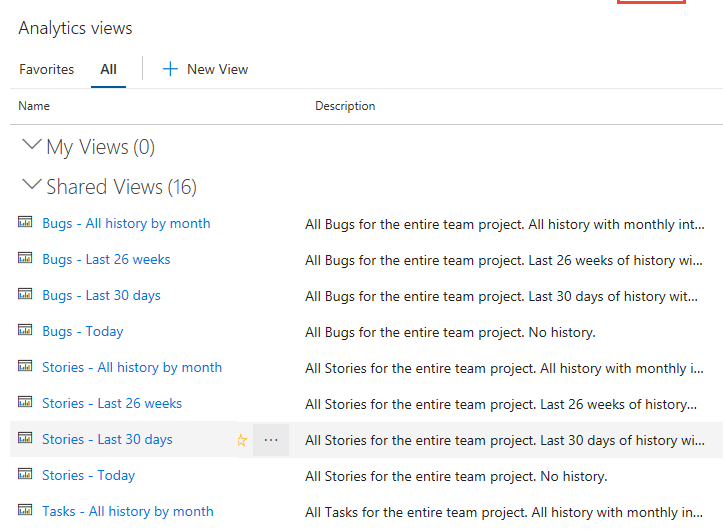 Analytics views
Favorites All New View
Name Description
My Views (0)
Shared Views (16)
Bugs - All history by month All Bugs for the entire team project. All history with monthly int...
Bugs - Last 26 weeks All Bugs for the entire team project. Last 26 weeks of history wi...
Bugs - Last 30 days All Bugs for the entire team project. Last 30 days of history wit...
Bugs - Today All Bugs for the entire team project. No history.
Stories - All history by month All Stories for the entire team project. All history with monthly i...
Stories - Last 26 weeks All Stories for the entire team project. Last 26 weeks of history...
Stories - Last 30 days ... All Stories for the entire team project. Last 30 days of history wi...
Stories - Today All Stories for the entire team project. No history.
Tasks - All history by month All Tasks for the entire team project. All history with monthly in...